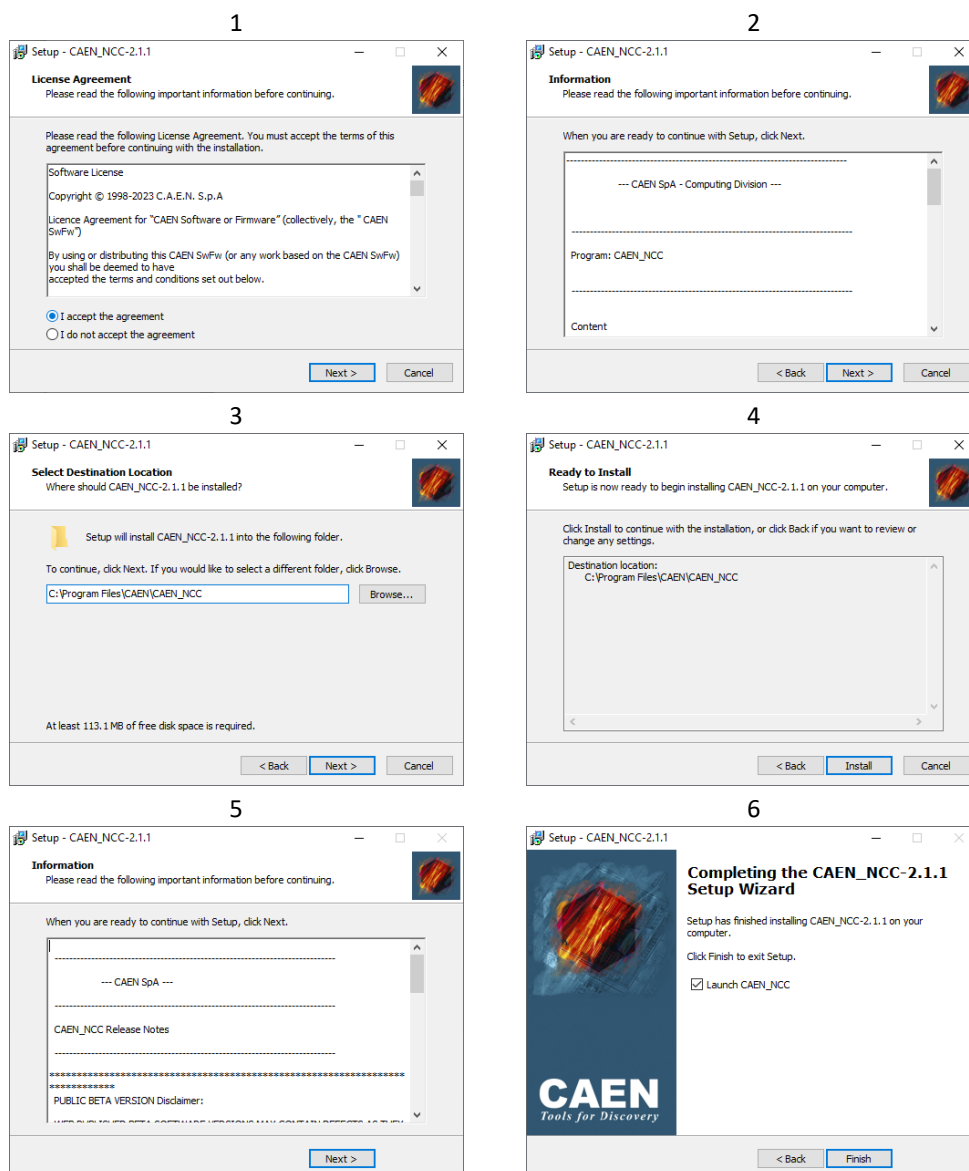 1
Setup - CAEN_NCC-2.1.1
License Agreement
Please read the following important information before continuing.
Please read the following License Agreement. You must accept the terms of this
agreement before continuing with the installation.
Software License
Copyright © 1998-2023 C.A.E.N. S.p.A
Licence Agreement for "CAEN Software or Firmware" (collectively, the " CAEN
SwFw")
By using or distributing this CAEN SwFw (or any work based on the CAEN SwFw)
you shall be deemed to have
accepted the terms and conditions set out below.
I accept the agreement
I do not accept the agreement
Next >
Cancel
2
Setup - CAEN_NCC-2.1.1
Information
Please read the following important information before continuing.
When you are ready to continue with Setup, click Next.
--- CAEN SpA - Computing Division ---
Program: CAEN_NCC
Content
< Back
Next >
Cancel
3
Setup - CAEN_NCC-2.1.1
Select Destination Location
Where should CAEN_NCC-2.1.1 be installed?
Setup will install CAEN_NCC-2.1.1 into the following folder.
To continue, click Next. If you would like to select a different folder, click Browse.
C:\Program Files\CAEN\CAEN_NCC
Browse...
At least 113.1 MB of free disk space is required.
< Back
Next >
Cancel
4
Setup - CAEN_NCC-2.1.1
Ready to Install
Setup is now ready to begin installing CAEN_NCC-2.1.1 on your computer.
Click Install to continue with the installation, or click Back if you want to review or
change any settings.
Destination location:
C:\Program Files\CAEN\CAEN_NCC
< Back
Install
Cancel
5
Setup - CAEN_NCC-2.1.1
Information
Please read the following important information before continuing.
When you are ready to continue with Setup, click Next.
--- CAEN SpA ---
CAEN_NCC Release Notes
PUBLIC BETA VERSION Disclaimer:
WEB PUBLISHED BETA SOFTWARE VERSIONS MAY CONTAIN DEFECTS AS THEY
Next >
6
Setup - CAEN_NCC-2.1.1
Completing the CAEN_NCC-2.1.1
Setup Wizard
Setup has finished installing CAEN_NCC-2.1.1 on your
computer.
Click Finish to exit Setup.
Launch CAEN_NCC
CAEN
Tools for Discovery
< Back
Finish